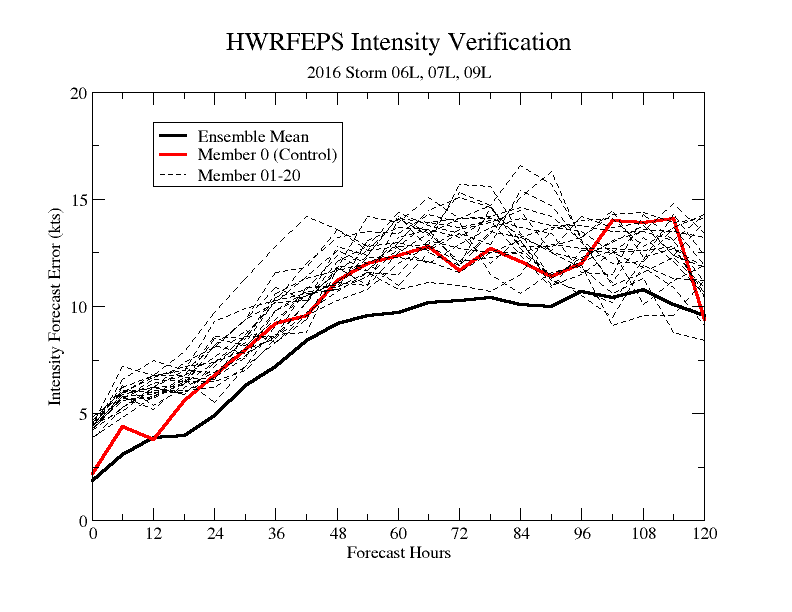 HWRFEPS Intensity Verification
2016 Storm 06L, 07L, 09L
20
15
10
5
0
Intensity Forecast Error (kts)
Ensemble Mean
Member 0 (Control)
Member 01-20
0 12 24 36 48 60 72 84 96 108 120
Forecast Hours